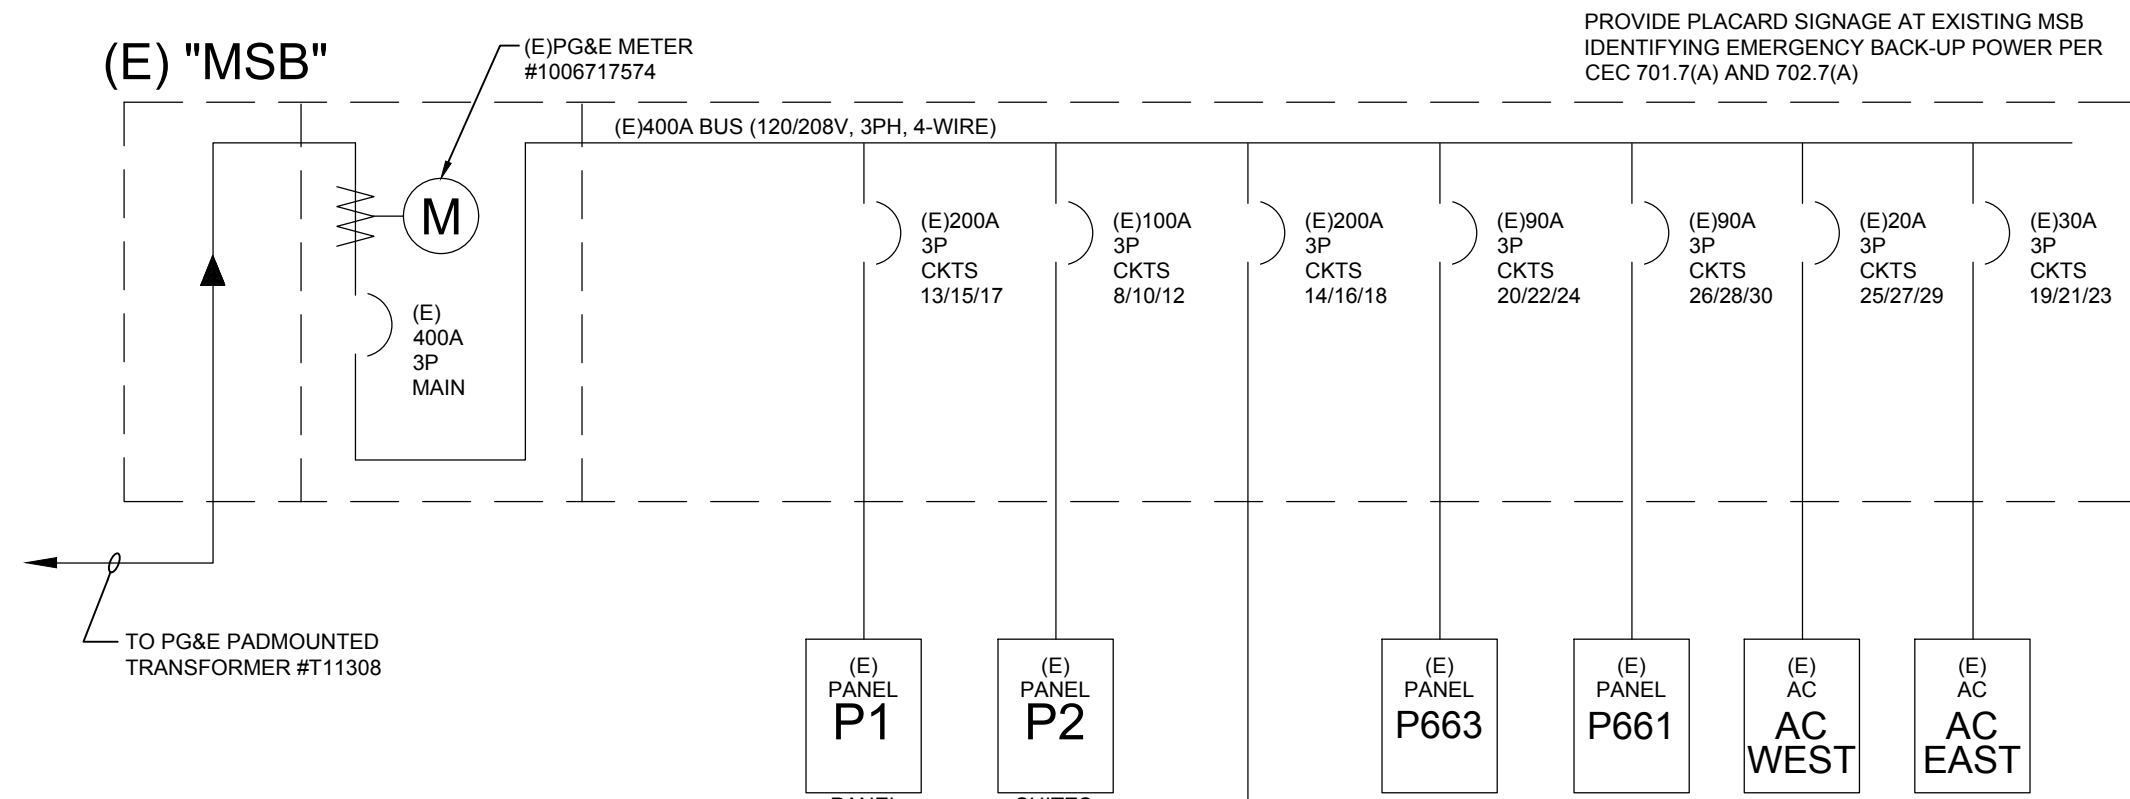 PROVIDE PLACARD SIGNAGE AT EXISTING MSB
IDENTIFYING EMERGENCY BACK-UP POWER PER
CEC 701.7(A) AND 702.7(A)
(E) "MSB"
(E)PG&E METER
#1006717574
(E)400A BUS (120/208V, 3PH, 4-WIRE)
M
(E)
400A
3P
MAIN
(E)200A
3P
CKTS
13/15/17
(E)100A
3P
CKTS
8/10/12
(E)200A
3P
CKTS
14/16/18
(E)90A
3P
CKTS
20/22/24
(E)90A
3P
CKTS
26/28/30
(E)20A
3P
CKTS
25/27/29
(E)30A
3P
CKTS
19/21/23
TO PG&E PADMOUNTED
TRANSFORMER #T11308
(E)
PANEL
P1
(E)
PANEL
P2
(E)
PANEL
P663
(E)
PANEL
P661
(E)
AC
AC
WEST
(E)
AC
AC
EAST